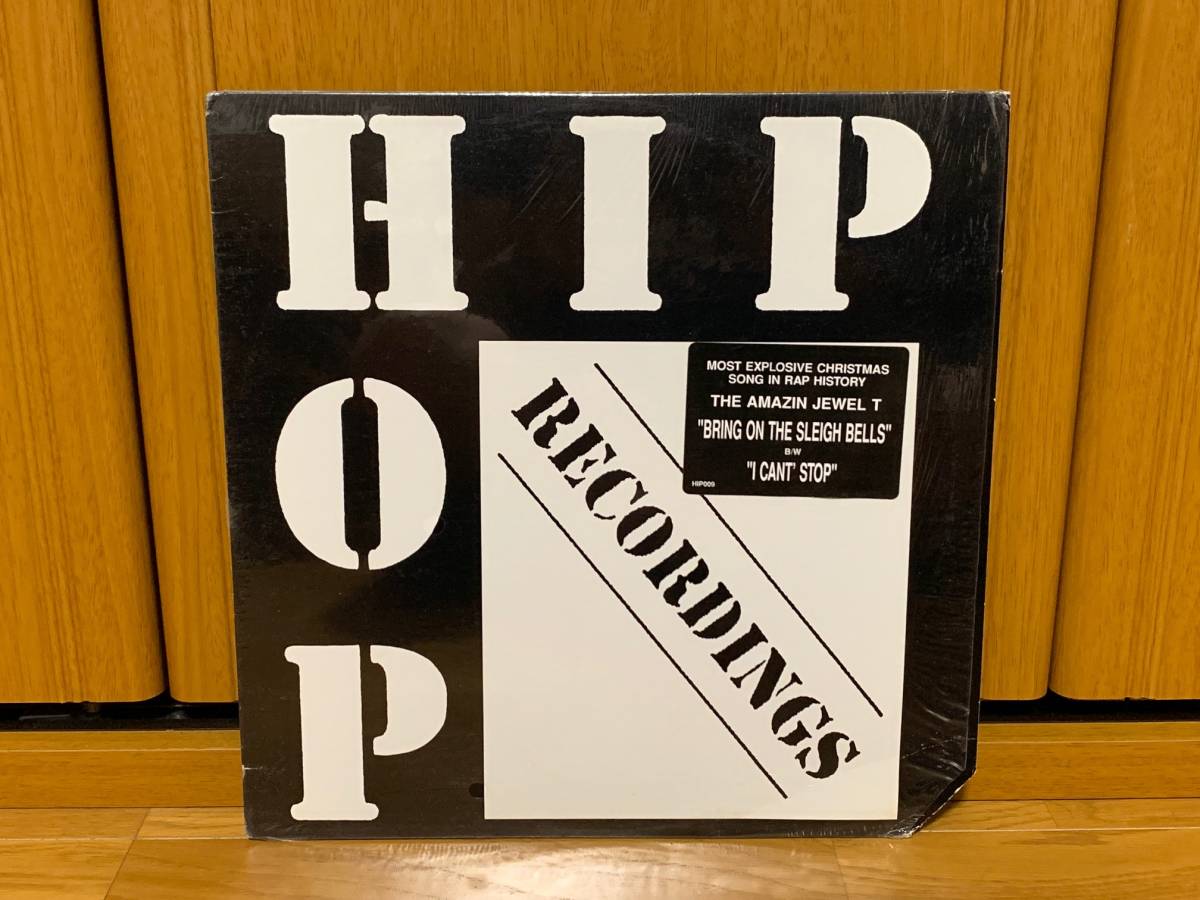 HIP
HOP
RECORDINGS
MOST EXPLOSIVE CHRISTMAS
SONG IN RAP HISTORY
THE AMAZIN JEWEL T
"BRING ON THE SLEIGH BELLS"
B/W
"I CANT' STOP"
HIP009